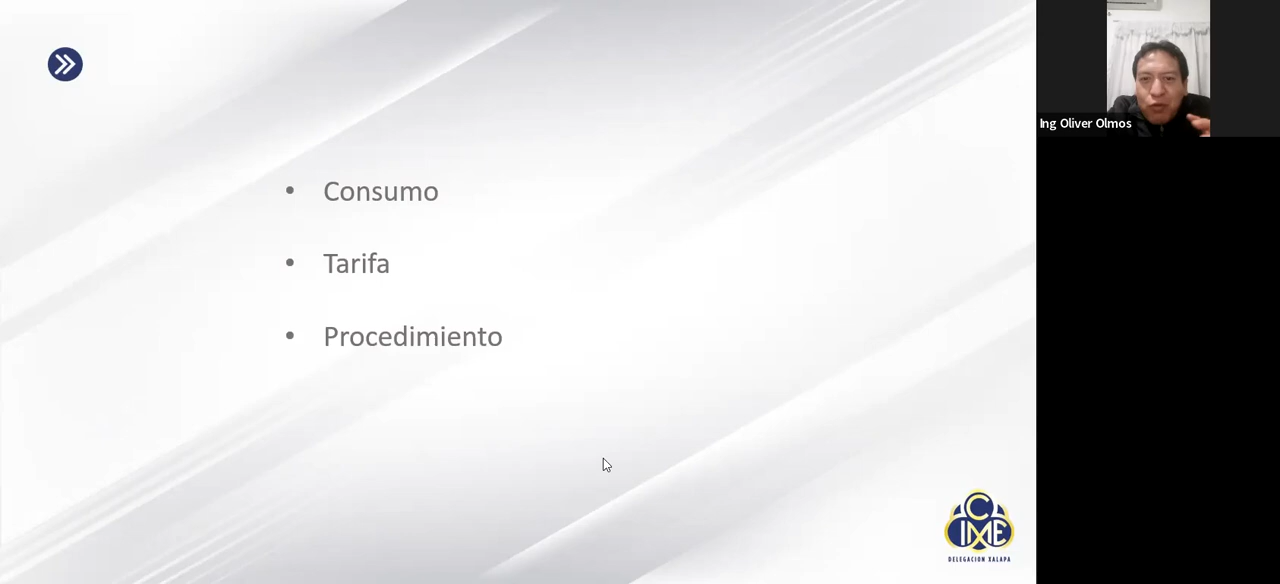 Consumo
Tarifa
Procedimiento
Ing Oliver Olmos
CIME
DELEGACION XALAPA